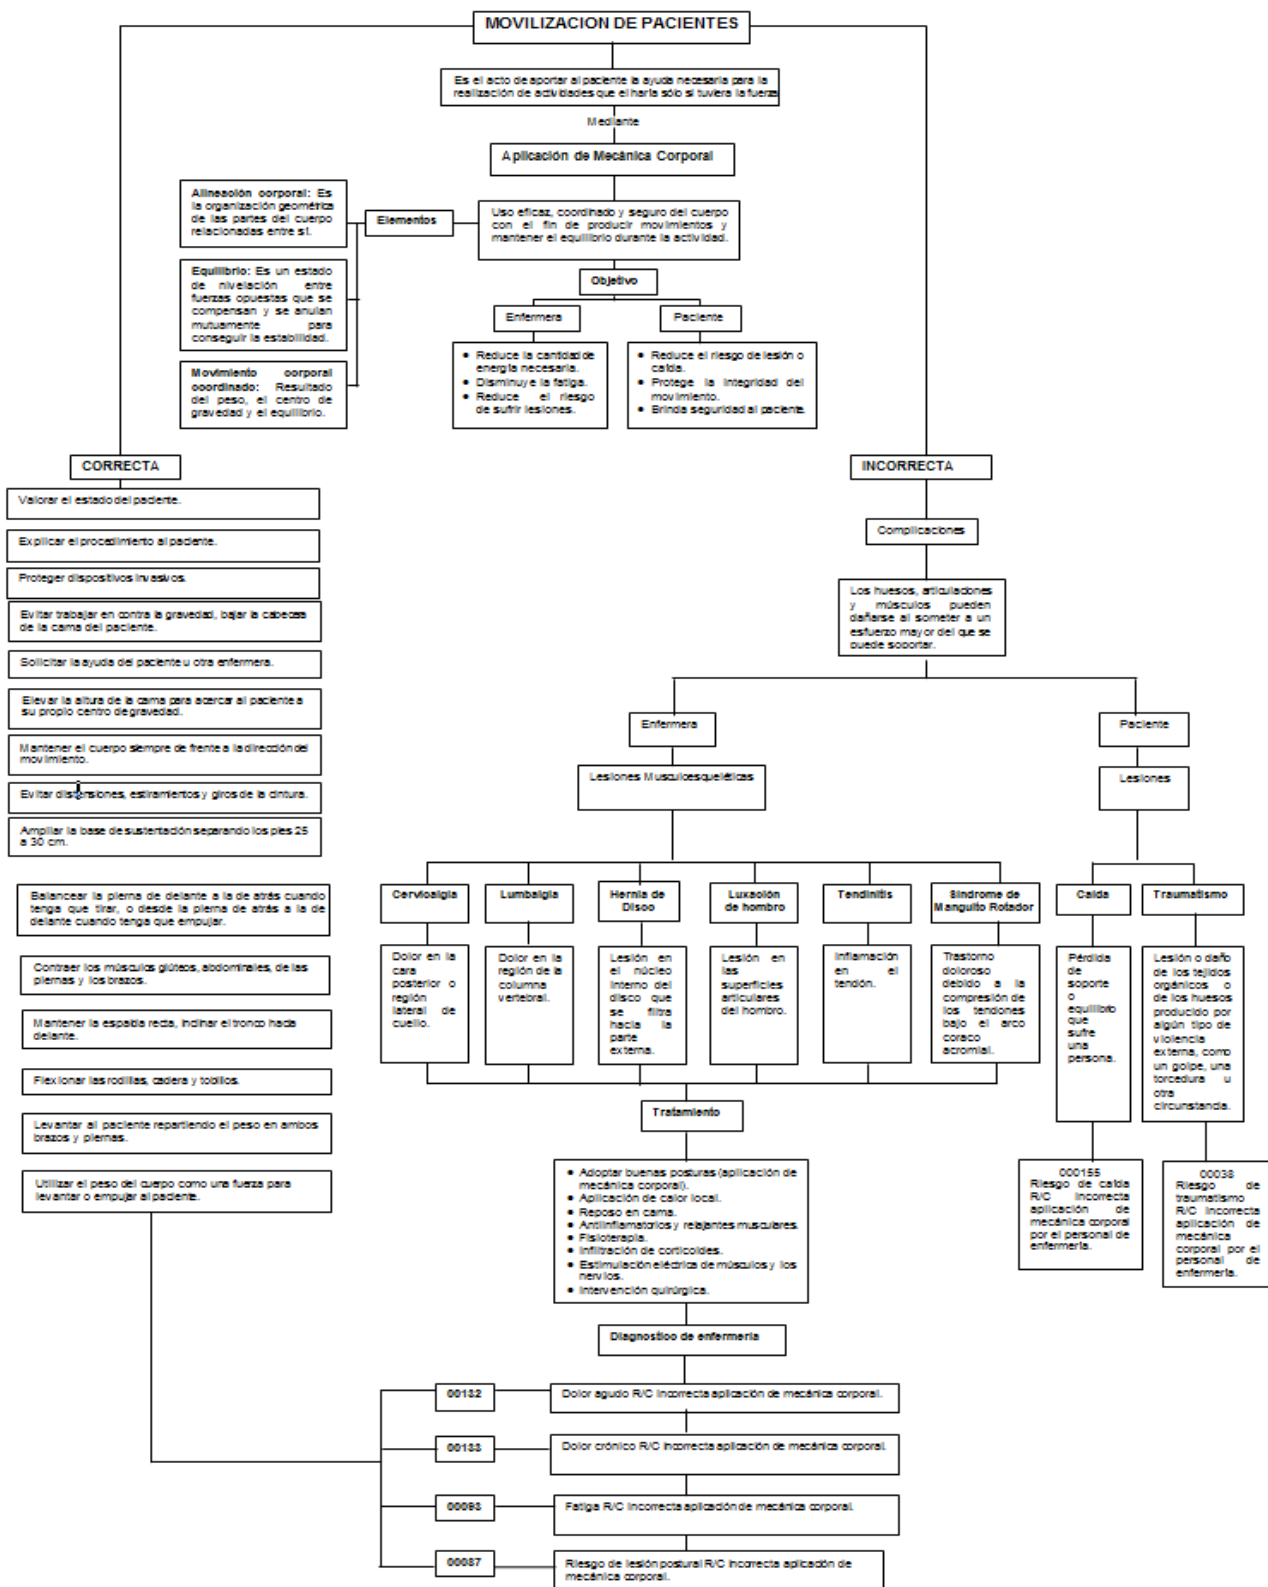 MOVILIZACION DE PACIENTES
Es el acto de aportar al paciente la ayuda necesaria para la
realización de actividades que el haría sólo si tuviera la fuerza
Mediante
Aplicación de Mecánica Corporal
Alineación corporal: Es
la organización geométrica
de las partes del cuerpo
relacionadas entre sí.
Elementos
Uso eficaz, coordinado y seguro del cuerpo
con el fin de producir movimientos y
mantener el equilibrio durante la actividad.
Equilibrio: Es un estado
de nivelación entre
fuerzas opuestas que se
compensan y se anulan
mutuamente para
conseguir la estabilidad.
Objetivo
Enfermera
Paciente
Movimiento corporal
coordinado: Resultado
del peso, el centro de
gravedad y el equilibrio.
• Reduce la cantidad de
energía necesaria.
• Disminuye la fatiga.
• Reduce el riesgo
de sufrir lesiones.
• Reduce el riesgo de lesión o
caída.
• Protege la integridad del
movimiento.
• Brinda seguridad al paciente.
CORRECTA
Valorar el estado del paciente.
Explicar el procedimiento al paciente.
Proteger dispositivos invasivos.
Evitar trabajar en contra la gravedad, bajar la cabecera
de la cama del paciente.
Solicitar la ayuda del paciente u otra enfermera.
Elevar la altura de la cama para acercar al paciente a
su propio centro de gravedad.
Mantener el cuerpo siempre de frente a la dirección del
movimiento.
Evitar distensiones, estiramientos y giros de la cintura.
Ampliar la base de sustentación separando los pies 25
a 30 cm.
Balancear la pierna de delante a la de atrás cuando
tenga que tirar, o desde la pierna de atrás a la de
delante cuando tenga que empujar.
Contraer los músculos glúteos, abdominales, de las
piernas y los brazos.
Mantener la espalda recta, inclinar el tronco hacia
delante.
Flexionar las rodillas, cadera y tobillos.
Levantar al paciente repartiendo el peso en ambos
brazos y piernas.
Utilizar el peso del cuerpo como una fuerza para
levantar o empujar al paciente.
INCORRECTA
Complicaciones
Los huesos, articulaciones
y músculos pueden
dañarse al someter a un
esfuerzo mayor del que se
puede soportar.
Enfermera
Paciente
Lesiones Musculoesqueléticas
Lesiones
Cervicalgia
Lumbalgia
Hernia de
Disco
Luxación
de hombro
Tendinitis
Síndrome de
Manguito Rotador
Caída
Traumatismo
Dolor en la
cara
posterior o
región
lateral de
cuello.
Dolor en la
región de la
columna
vertebral.
Lesión en
el núcleo
interno del
disco que
se filtra
hacia la
parte
externa.
Lesión en
las
superficies
articulares
del hombro.
Inflamación
en el
tendón.
Trastorno
doloroso
debido a la
compresión de
los tendones
bajo el arco
coraco
acromial.
Pérdida
de
soporte
o
equilibrio
que
sufre
una
persona.
Lesión o daño
de los tejidos
orgánicos o
de los huesos
producido por
algún tipo de
violencia
externa, como
un golpe, una
torcedura u
otra
circunstancia.
Tratamiento
• Adoptar buenas posturas (aplicación de
mecánica corporal).
• Aplicación de calor local.
• Reposo en cama.
• Antiinflamatorios y relajantes musculares.
• Fisioterapia.
• Infiltración de corticoides.
• Estimulación eléctrica de músculos y los
nervios.
• Intervención quirúrgica.
000155
Riesgo de caída
R/C incorrecta
aplicación de
mecánica corporal
por el personal de
enfermería.
00038
Riesgo de
traumatismo
R/C incorrecta
aplicación de
mecánica
corporal por el
personal de
enfermería.
Diagnostico de enfermería
00132
Dolor agudo R/C incorrecta aplicación de mecánica corporal.
00133
Dolor crónico R/C incorrecta aplicación de mecánica corporal.
00093
Fatiga R/C incorrecta aplicación de mecánica corporal.
00087
Riesgo de lesión postural R/C incorrecta aplicación de
mecánica corporal.